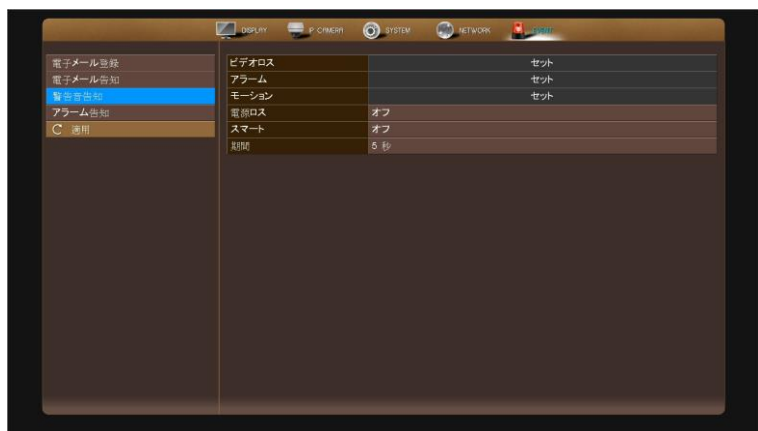 DISPLAY IP CAMERA SYSTEM NETWORK EVENT
電子メール登録
電子メール告知
警告音告知
アラーム告知
適用
ビデオロス セット
アラーム セット
モーション セット
電源ロス オフ
スマート オフ
期間 5 秒